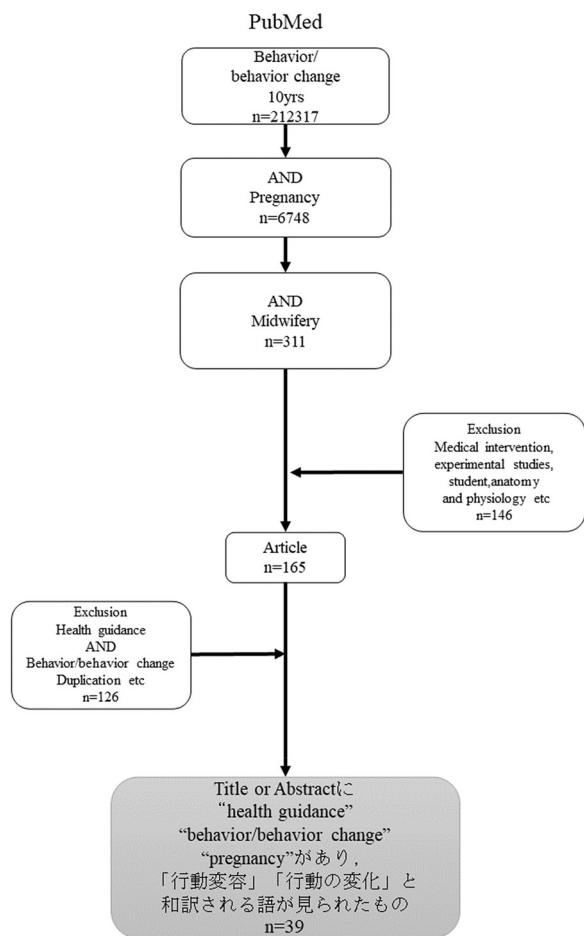 PubMed
Behavior/
behavior change
10yrs
n=212317
AND
Pregnancy
n=6748
AND
Midwifery
n=311
Exclusion
Medical intervention,
experimental studies,
student,anatomy
and physiology etc
n=146
Article
n=165
Exclusion
Health guidance
AND
Behavior/behavior change
Duplication etc
n=126
Title or Abstractに
“health guidance”
“behavior/behavior change”
“pregnancy”があり，
「行動変容」「行動の変化」と
和訳される語が見られたもの
n=39